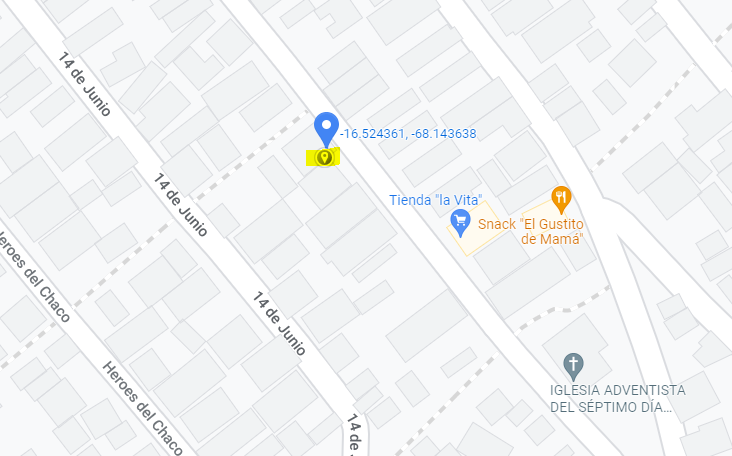 14 de Junio
-16.524361, -68.143638
14 de Junio
Tienda "la Vita"
Snack "El Gustito
de Mamá"
Heroes del Chaco
14 de Junio
Heroes del Chaco
IGLESIA ADVENTISTA
DEL SÉPTIMO DÍA...
14 de J